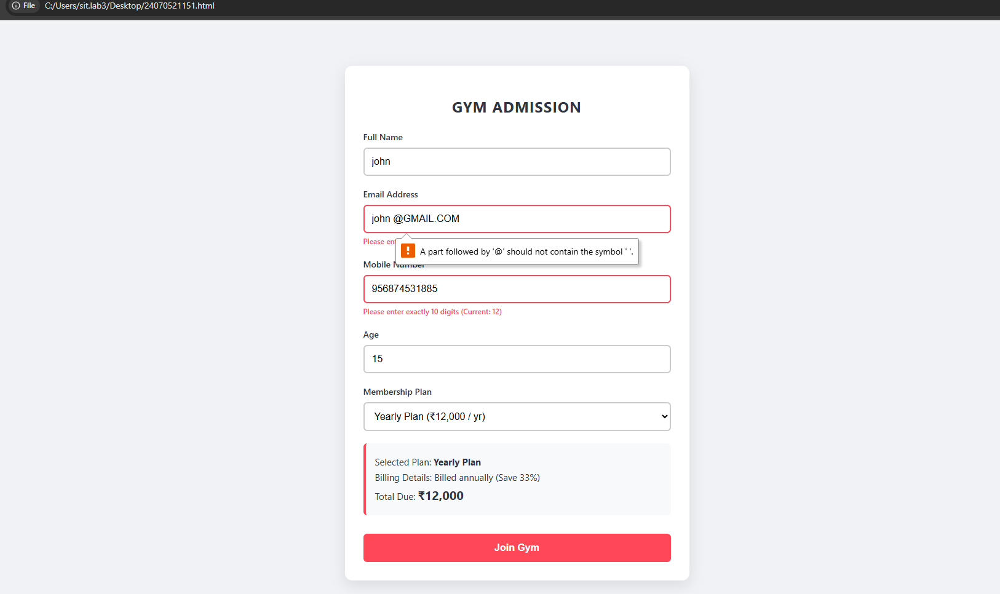 File C:/Users/sit.lab3/Desktop/24070521151.html
GYM ADMISSION
Full Name
john
Email Address
john @GMAIL.COM
Please
A part followed by '@' should not contain the symbol ' '.
Mobile Number
956874531885
Please enter exactly 10 digits (Current: 12)
Age
15
Membership Plan
Yearly Plan (₹12,000 / yr)
Selected Plan: Yearly Plan
Billing Details: Billed annually (Save 33%)
Total Due: ₹12,000
Join Gym